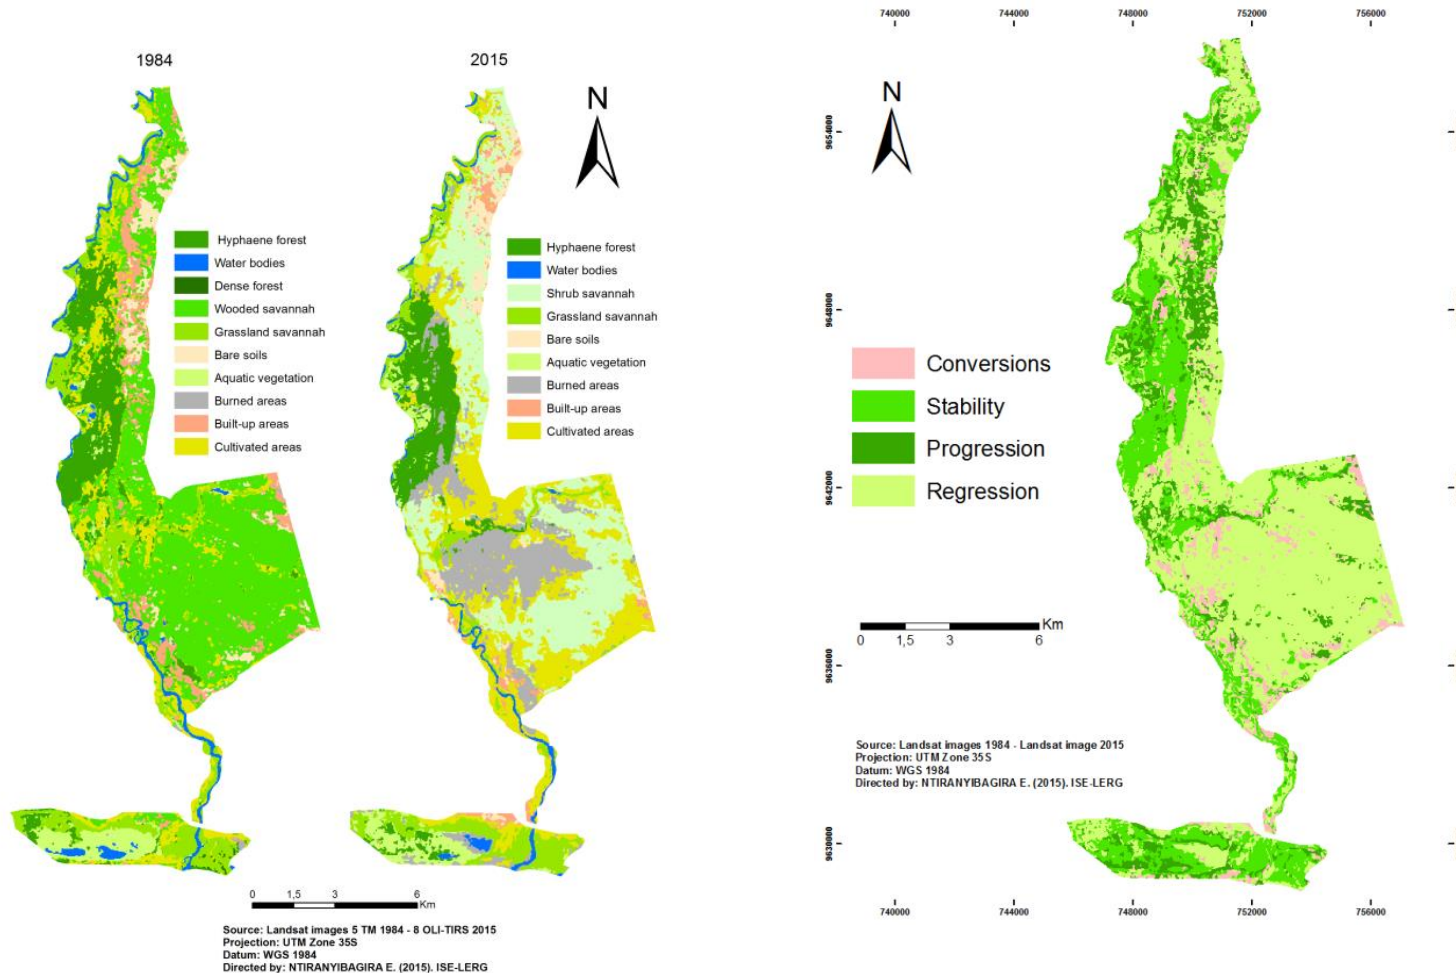 1984
2015
N
Hyphaene forest
Water bodies
Dense forest
Wooded savannah
Grassland savannah
Bare soils
Aquatic vegetation
Burned areas
Built-up areas
Cultivated areas
Hyphaene forest
Water bodies
Shrub savannah
Grassland savannah
Bare soils
Aquatic vegetation
Burned areas
Built-up areas
Cultivated areas
0 1,5 3 6
Km
Source: Landsat images 5 TM 1984 - 8 OLI-TIRS 2015
Projection: UTM Zone 35S
Datum: WGS 1984
Directed by: NTIRANYIBAGIRA E. (2015). ISE-LERG
740000 744000 748000 752000 756000
N
9654000
9648000
9642000
9636000
9630000
Conversions
Stability
Progression
Regression
Km
0 1,5 3 6
Source: Landsat images 1984 - Landsat image 2015
Projection: UTM Zone 35S
Datum: WGS 1984
Directed by: NTIRANYIBAGIRA E. (2015). ISE-LERG
740000 744000 748000 752000 756000